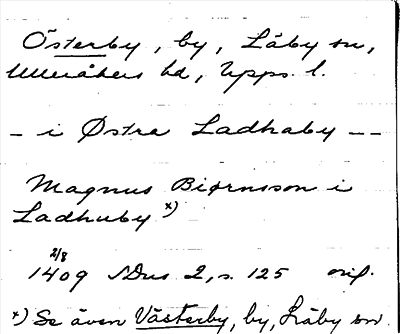 Österby, by, Läby sn,
Ulleråkers hd, Upps. l.
– i Østra Ladhaby – –
Magnus Biørnsson i
Ladhuby x)
2/8
1409 SDns 2, s. 125 orig.
x) Se även Västerby, by, Läby sn.